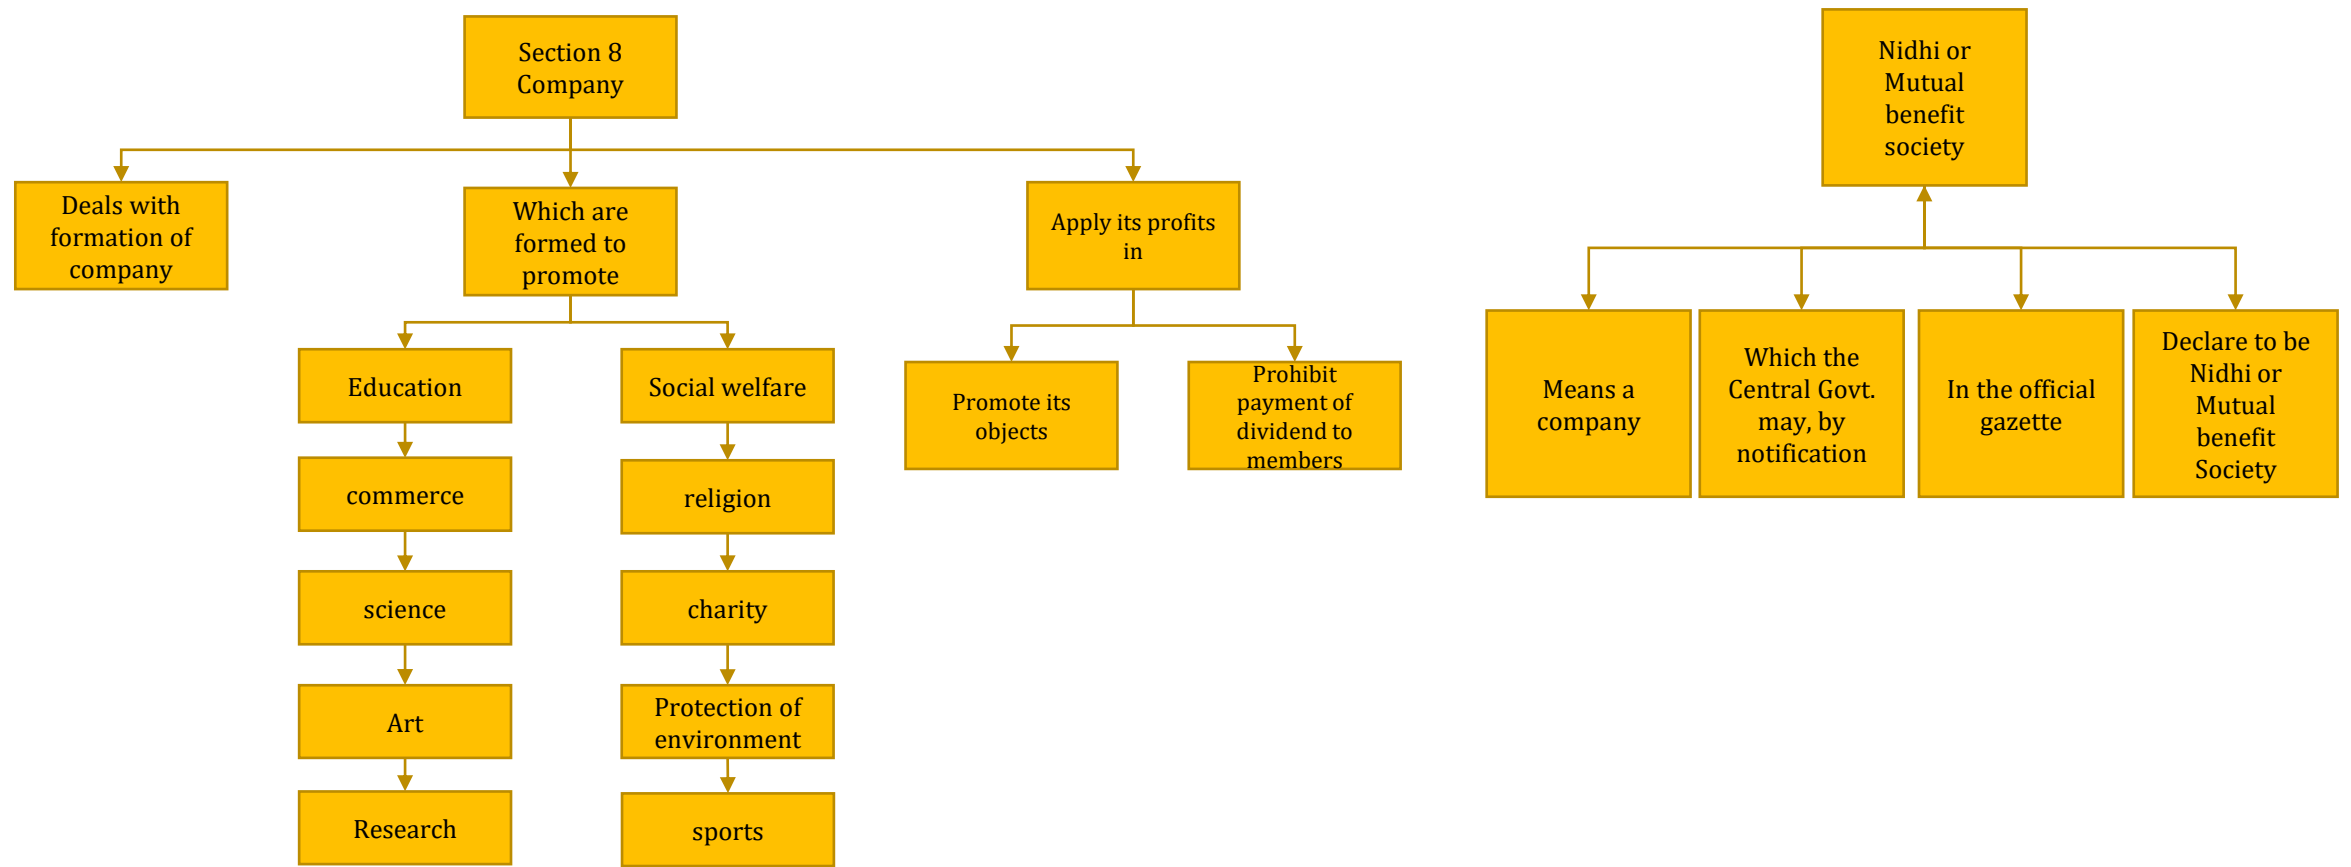 Section 8
Company
Deals with
formation of
company
Which are
formed to
promote
Apply its profits
in
Education
commerce
science
Art
Research
Social welfare
religion
charity
Protection of
environment
sports
Promote its
objects
Prohibit
payment of
dividend to
members
Nidhi or
Mutual
benefit
society
Means a
company
Which the
Central Govt.
may, by
notification
In the official
gazette
Declare to be
Nidhi or
Mutual
benefit
Society